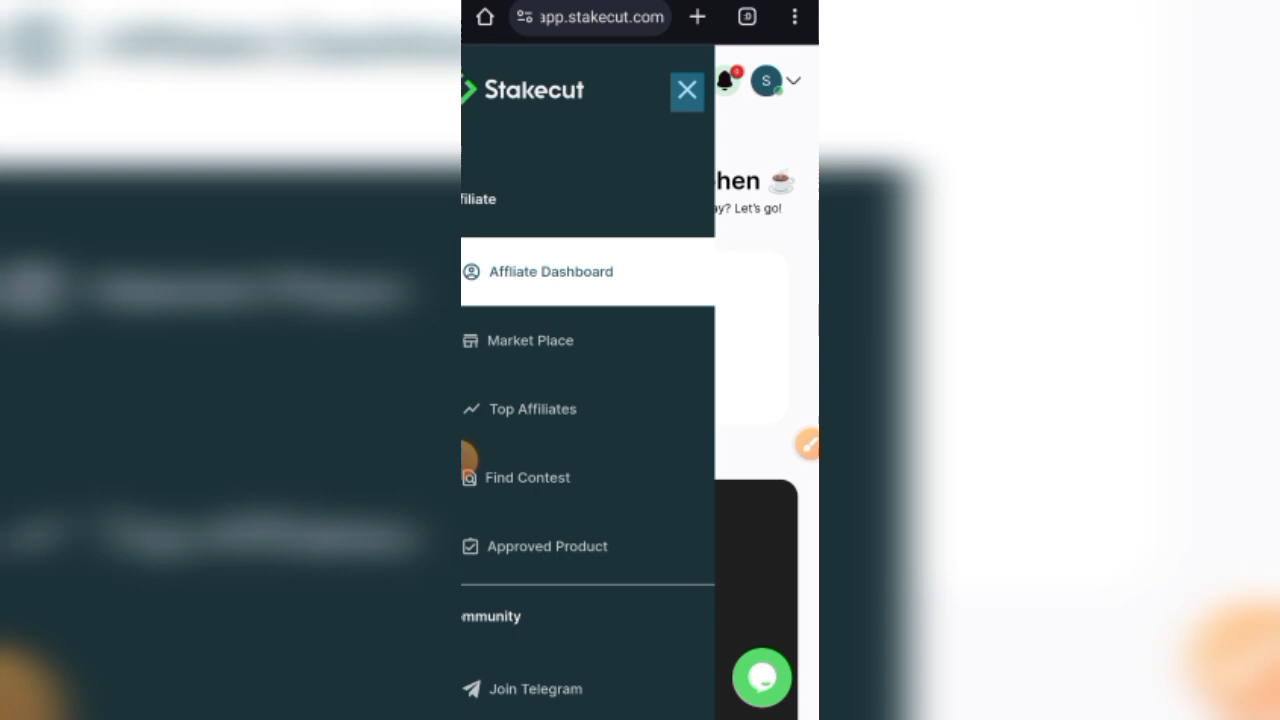 app.stakecut.com
:D
Stakecut
S
hen ☕
filiate
ay? Let's go!
Affliate Dashboard
Market Place
Top Affiliates
Find Contest
Approved Product
mmunity
Join Telegram